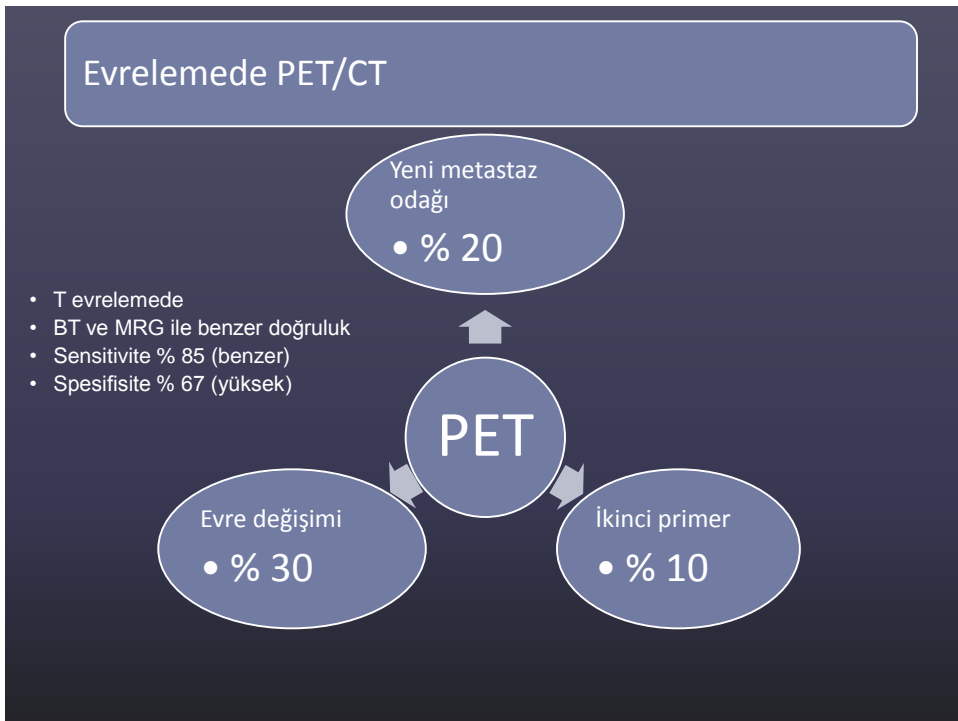 Evrelemede PET/CT
Yeni metastaz
odağı
• % 20
• T evrelemede
• BT ve MRG ile benzer doğruluk
• Sensitivite % 85 (benzer)
• Spesifisite % 67 (yüksek)
PET
Evre değişimi
• % 30
İkinci primer
• % 10